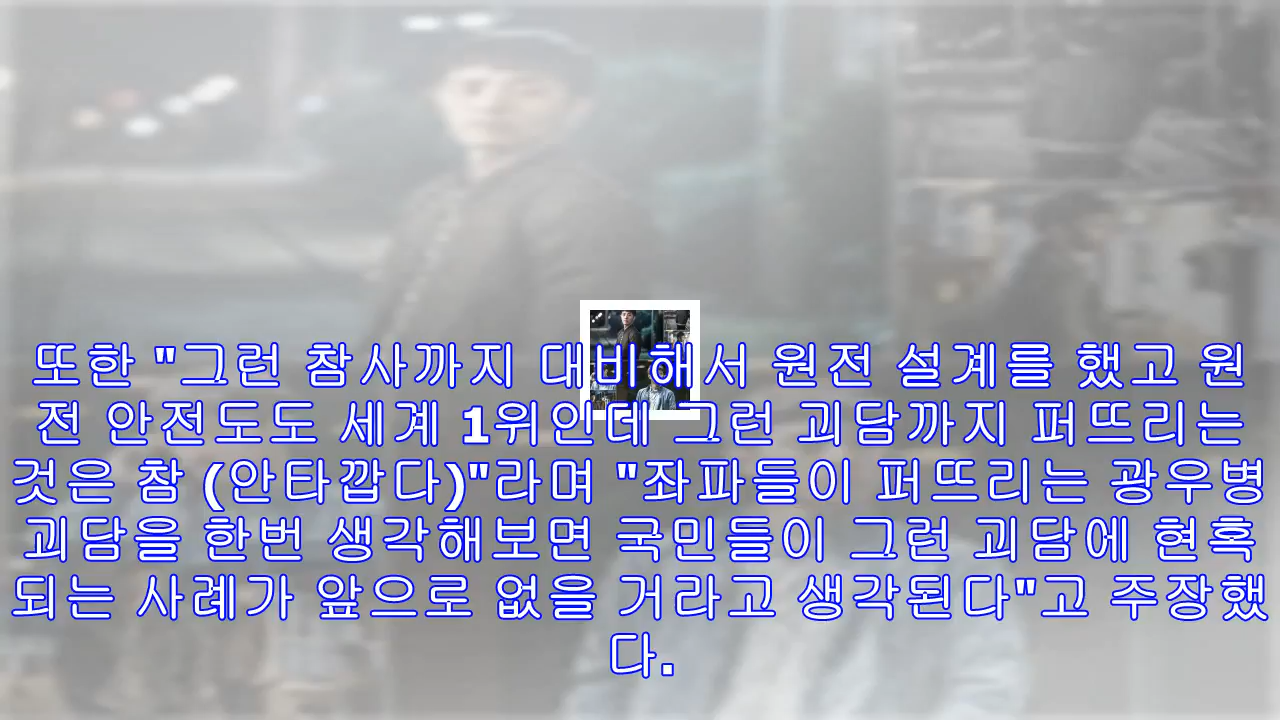 또한 "그런 참사까지 대비해서 원전 설계를 했고 원
전 안전도도 세계 1위인데 그런 괴담까지 퍼뜨리는
것은 참 (안타깝다)"라며 "좌파들이 퍼뜨리는 광우병
괴담을 한번 생각해보면 국민들이 그런 괴담에 현혹
되는 사례가 앞으로 없을 거라고 생각된다"고 주장했
다.